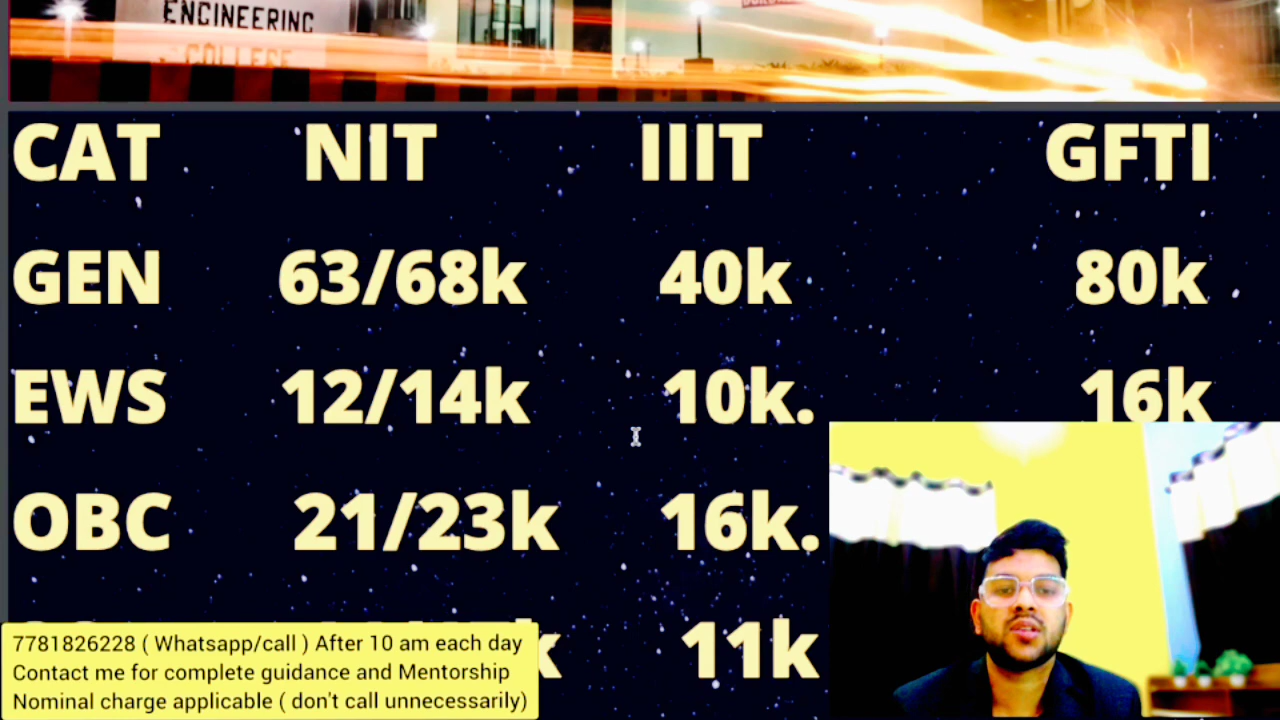 ENGINEERING
COLLEGE
CAT NIT IIIT GFTI
GEN 63/68k 40k 80k
EWS 12/14k 10k. 16k
OBC 21/23k 16k.
k 11k
7781826228 ( Whatsapp/call ) After 10 am each day
Contact me for complete guidance and Mentorship
Nominal charge applicable ( don't call unnecessarily)